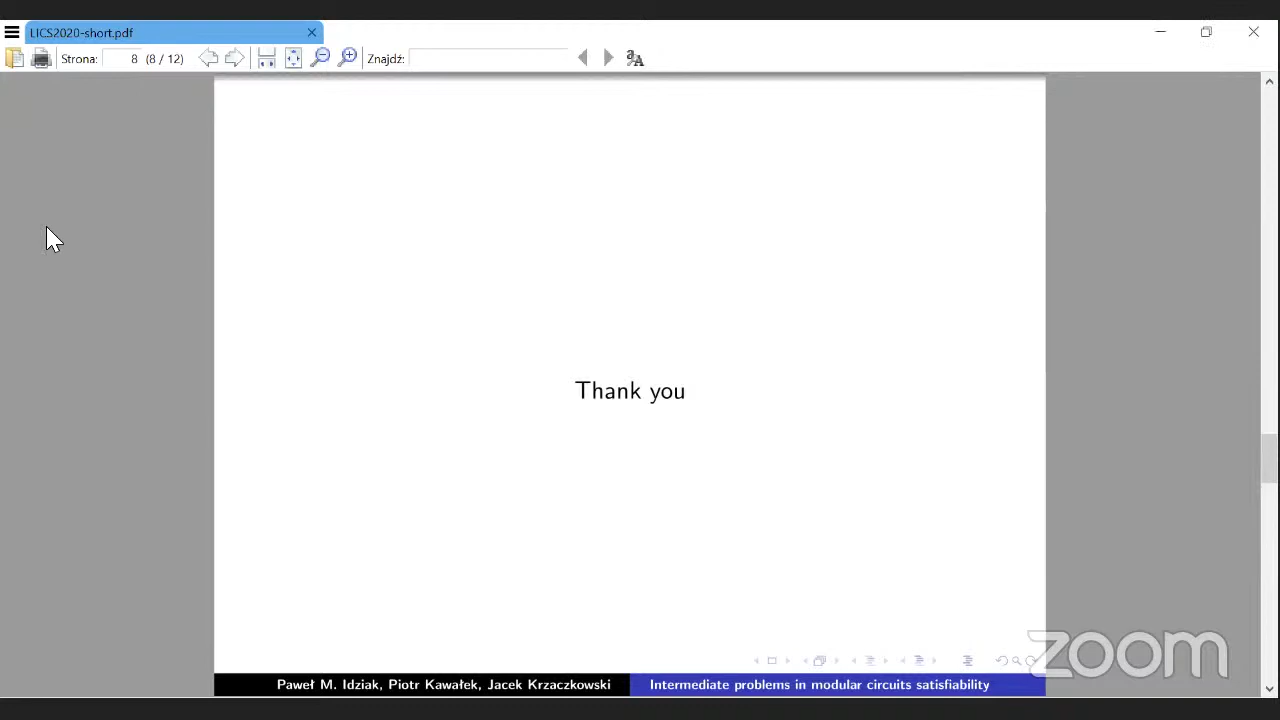 LICS2020-short.pdf
Strona: 8 (8 / 12) Znajdź:
Thank you
zoom
Paweł M. Idziak, Piotr Kawałek, Jacek Krzaczkowski Intermediate problems in modular circuits satisfiability